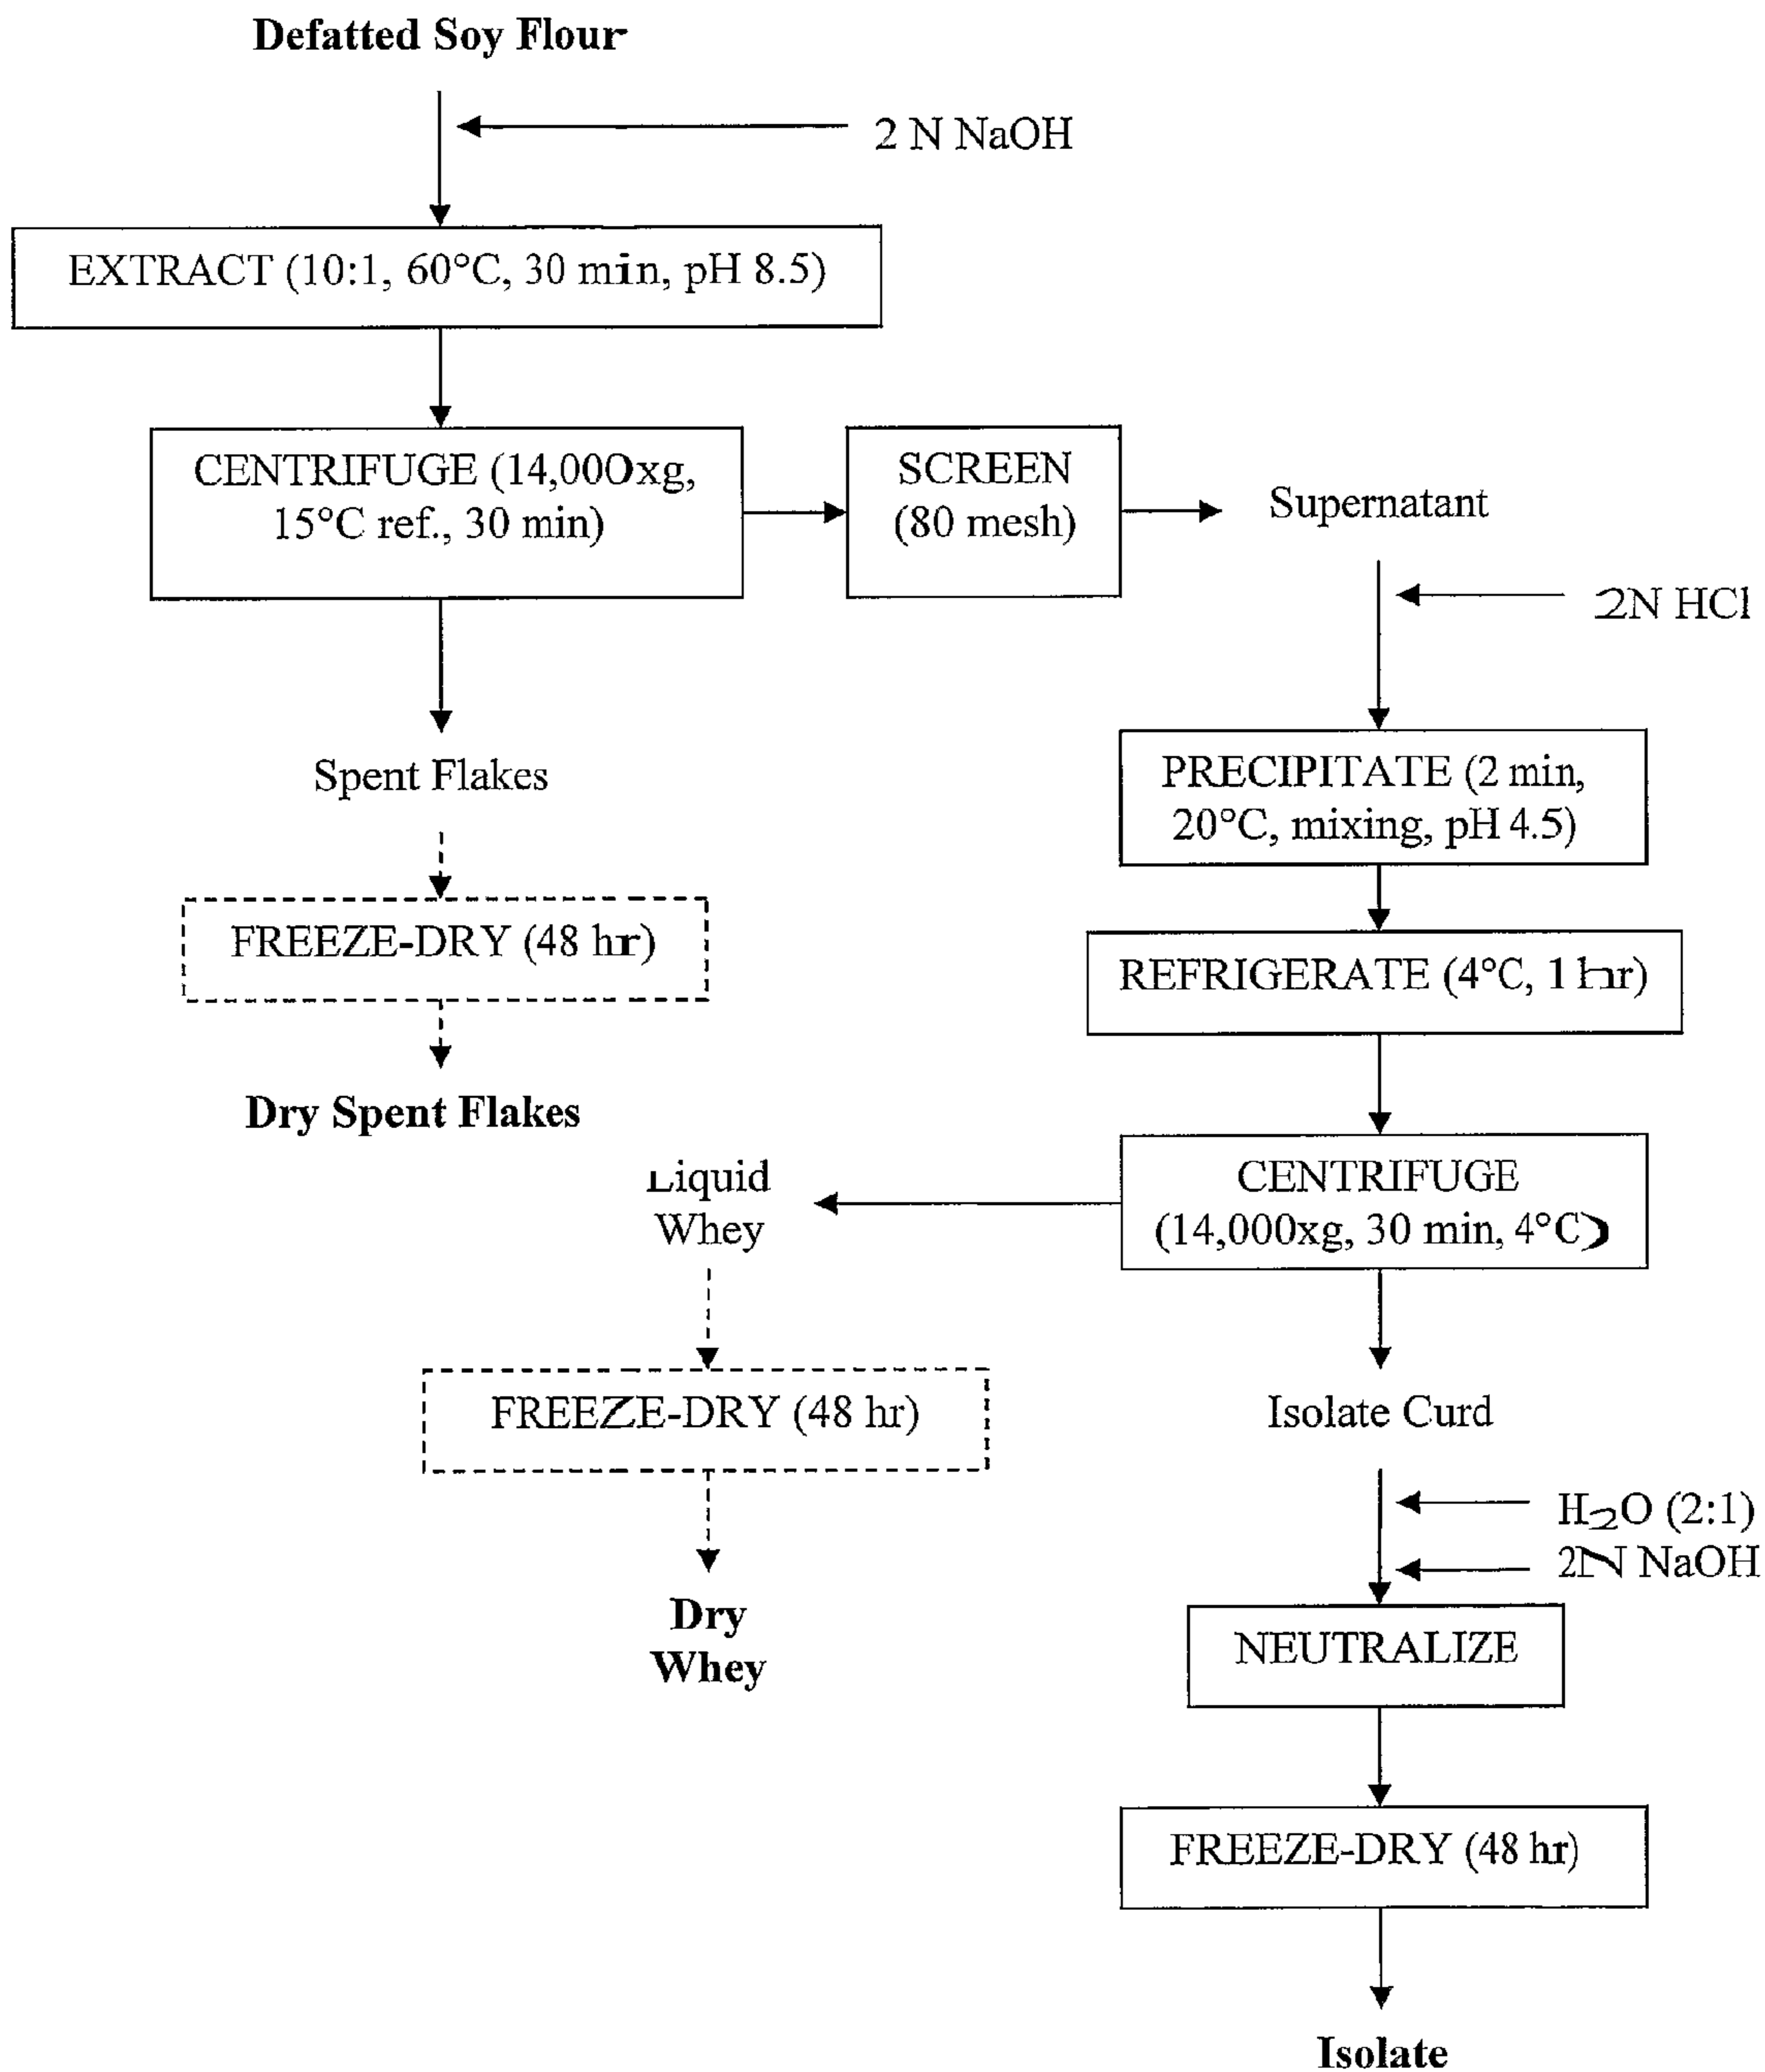 Defatted Soy Flour
2 N NaOH
EXTRACT (10:1, 60°C, 30 min, pH 8.5)
CENTRIFUGE (14,000xg,
15°C ref., 30 min)
SCREEN
(80 mesh)
Supernatant
2N HCl
Spent Flakes
PRECIPITATE (2 min,
20°C, mixing, pH 4.5)
FREEZE-DRY (48 hr)
REFRIGERATE (4°C, 1 hr)
Dry Spent Flakes
Liquid
Whey
CENTRIFUGE
(14,000xg, 30 min, 4°C)
FREEZE-DRY (48 hr)
Isolate Curd
H2O (2:1)
2N NaOH
Dry
Whey
NEUTRALIZE
FREEZE-DRY (48 hr)
Isolate